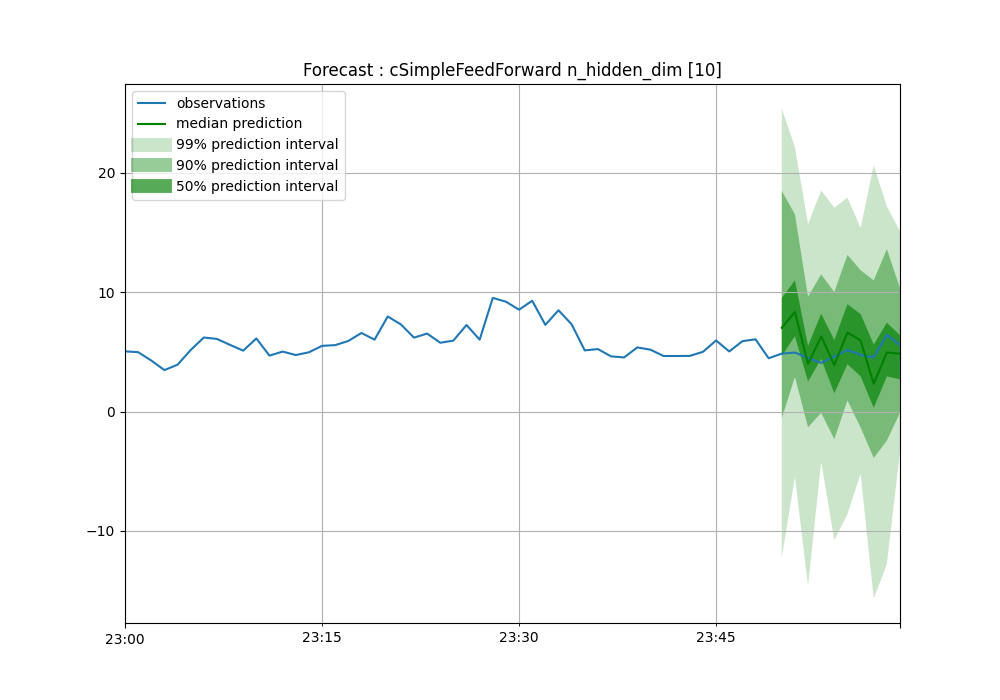 Forecast : cSimpleFeedForward n_hidden_dim [10]
observations
median prediction
99% prediction interval
90% prediction interval
50% prediction interval
20
10
0
−10
23:00
23:15
23:30
23:45